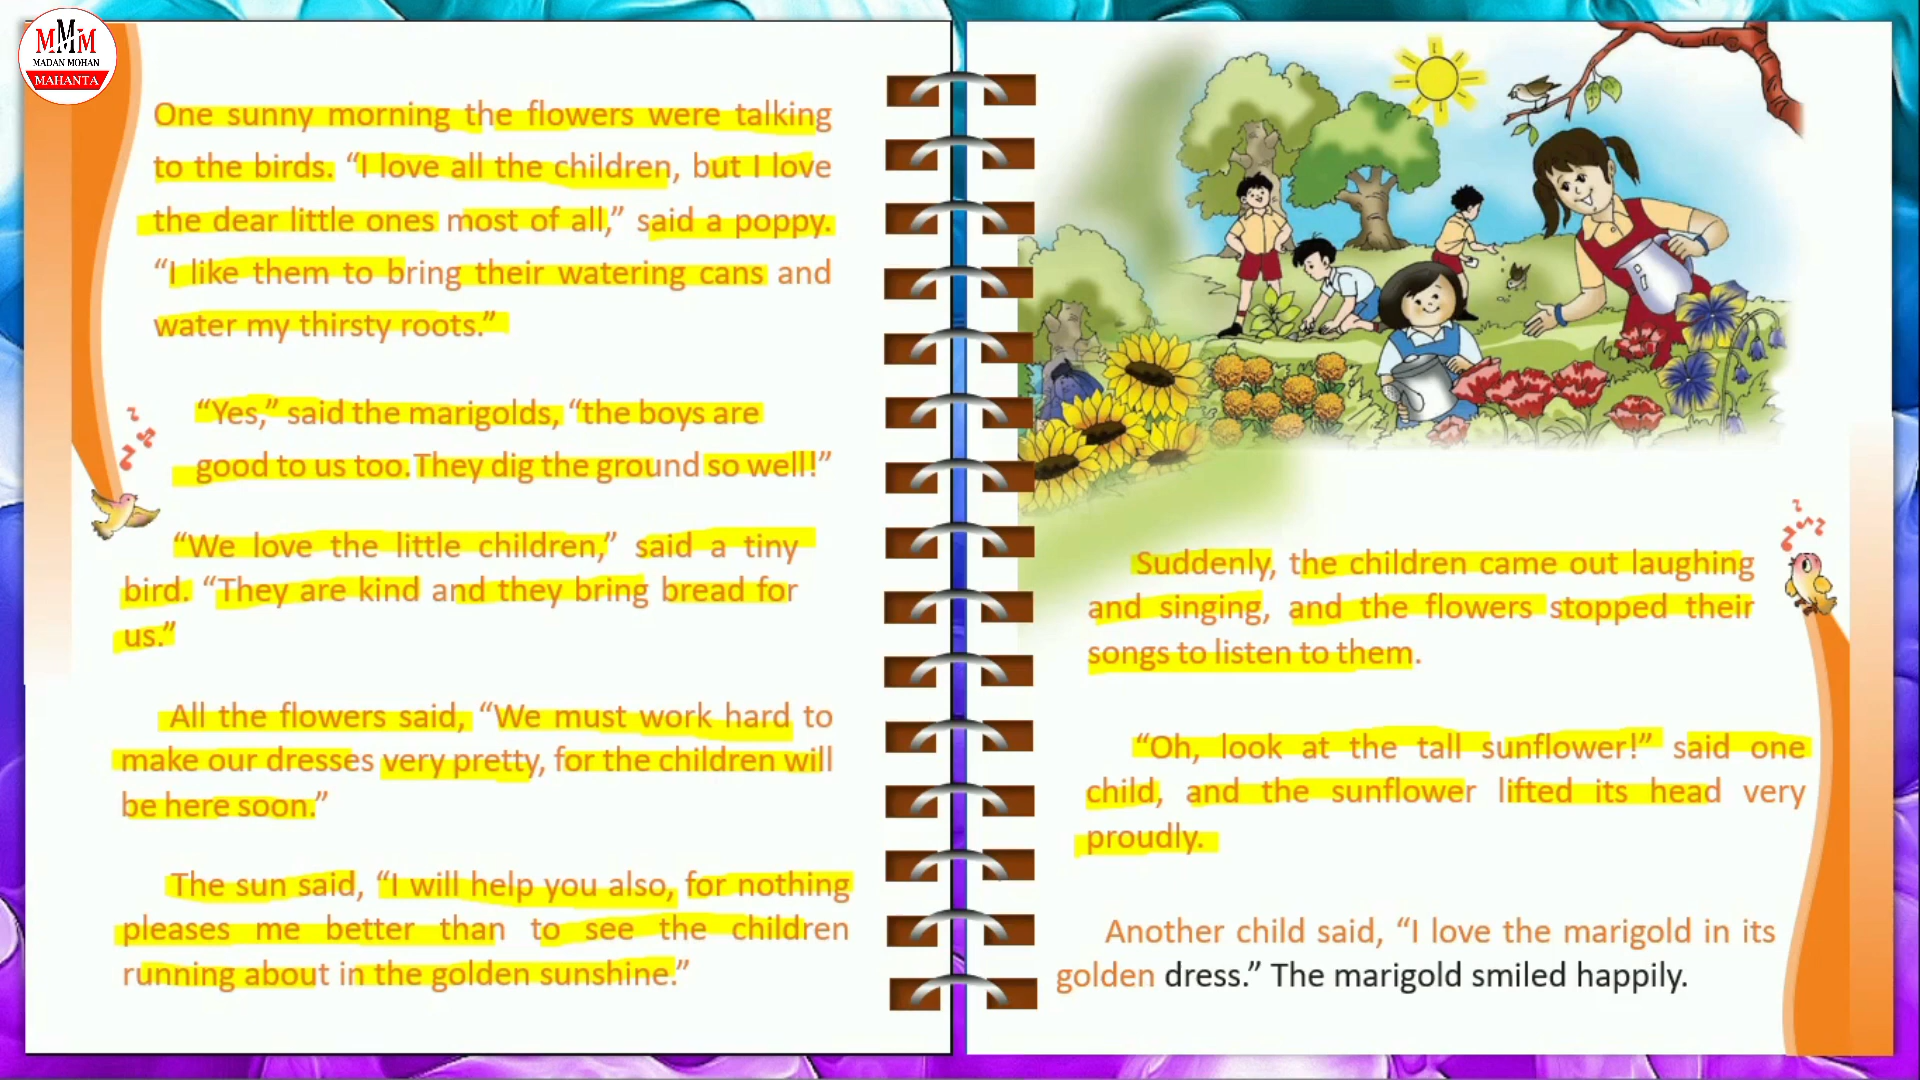 MMM
MADAN MOHAN
MAHANTA
One sunny morning the flowers were talking
to the birds. “I love all the children, but I love
the dear little ones most of all,” said a poppy.
“I like them to bring their watering cans and
water my thirsty roots.”
“Yes,” said the marigolds, “the boys are
good to us too. They dig the ground so well!”
“We love the little children,” said a tiny
bird. “They are kind and they bring bread for
us.”
All the flowers said, “We must work hard to
make our dresses very pretty, for the children will
be here soon.”
The sun said, “I will help you also, for nothing
pleases me better than to see the children
running about in the golden sunshine.”
Suddenly, the children came out laughing
and singing, and the flowers stopped their
songs to listen to them.
“Oh, look at the tall sunflower!” said one
child, and the sunflower lifted its head very
proudly.
Another child said, “I love the marigold in its
golden dress.” The marigold smiled happily.